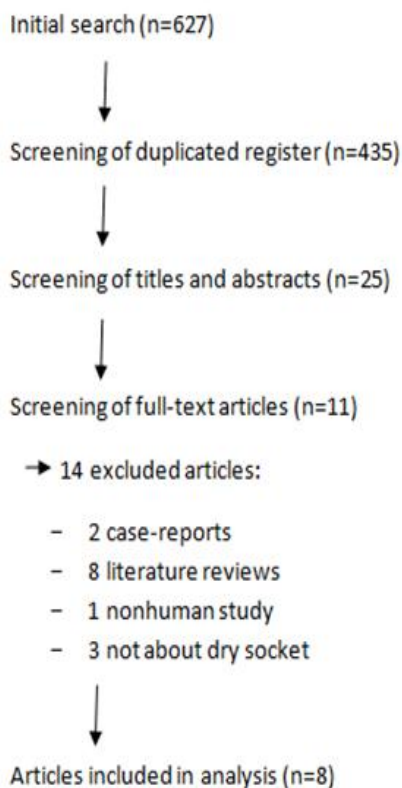 Initial search (n=627)
Screening of duplicated register (n=435)
Screening of titles and abstracts (n=25)
Screening of full-text articles (n=11)
14 excluded articles:
- 2 case-reports
- 8 literature reviews
- 1 nonhuman study
- 3 not about dry socket
Articles included in analysis (n=8)